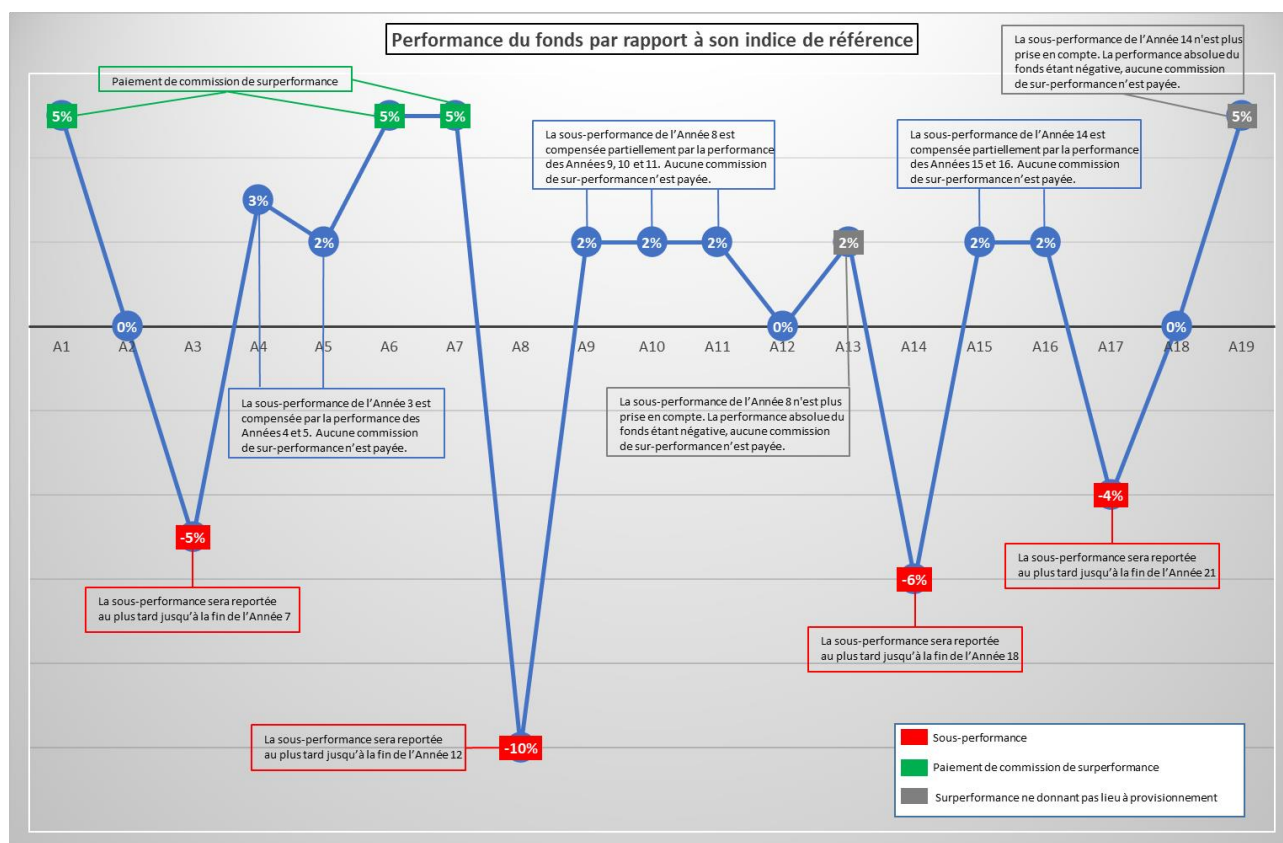 Performance du fonds par rapport à son indice de référence
La sous-performance de l'Année 14 n'est plus
prise en compte. La performance absolue du
fonds étant négative, aucune commission
de sur-performance n'est payée.
Paiement de commission de surperformance
5%
5%
5%
5%
La sous-performance de l'Année 8 est
compensée partiellement par la performance
des Années 9, 10 et 11. Aucune commission
de sur-performance n'est payée.
La sous-performance de l'Année 14 est
compensée partiellement par la performance
des Années 15 et 16. Aucune commission
de sur-performance n'est payée.
3%
2%
2%
2%
2%
2%
2%
2%
0%
0%
0%
A1
A2
A3
A4
A5
A6
A7
A8
A9
A10
A11
A12
A13
A14
A15
A16
A17
A18
A19
La sous-performance de l'Année 3 est
compensée par la performance des
Années 4 et 5. Aucune commission
de sur-performance n'est payée.
La sous-performance de l'Année 8 n'est plus
prise en compte. La performance absolue du
fonds étant négative, aucune commission
de sur-performance n'est payée.
-4%
-5%
La sous-performance sera reportée
au plus tard jusqu'à la fin de l'Année 21
-6%
La sous-performance sera reportée
au plus tard jusqu'à la fin de l'Année 7
La sous-performance sera reportée
au plus tard jusqu'à la fin de l'Année 18
La sous-performance sera reportée
au plus tard jusqu'à la fin de l'Année 12
-10%
Sous-performance
Paiement de commission de surperformance
Surperformance ne donnant pas lieu à provisionnement